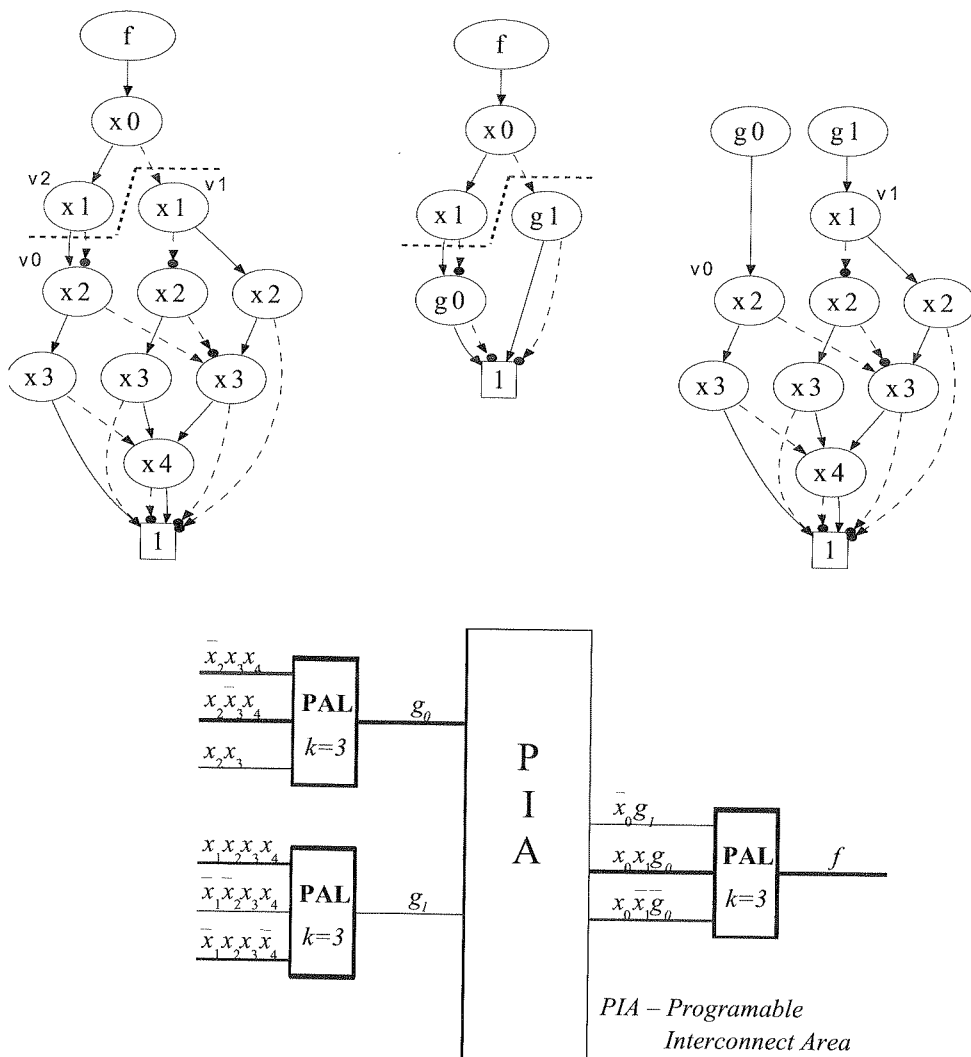 f
x0
v2
x1
v1
x1
v0
x2
x2
x2
x3
x3
x3
x4
1
f
x0
x1
g1
g0
1
g0
g1
v1
x1
v0
x2
x2
x2
x3
x3
x3
x4
1
x̄₂x₃x₄
x₂x̄₃x₄
x₂x₃
PAL
k=3
g₀
x₁x₂x₃x₄
x̄₁x̄₂x₃x₄
x̄₁x₂x₃x̄₄
PAL
k=3
g₁
P
I
A
x̄₀g₁
x₀x₁g₀
x₀x̄₁ḡ₀
PAL
k=3
f
PIA – Programable
Interconnect Area